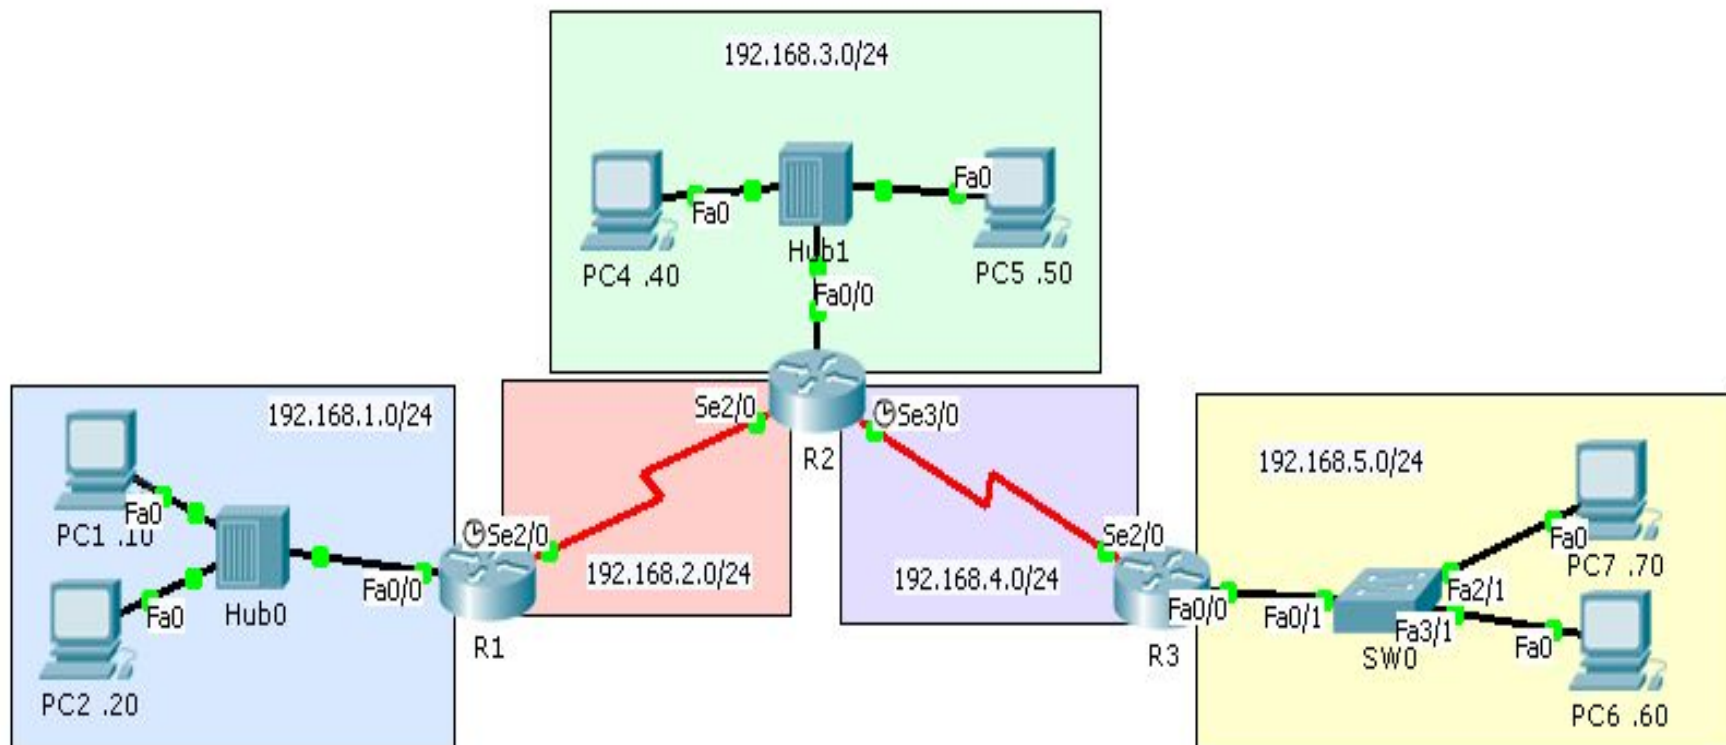 192.168.3.0/24
Fa0
Fa0
Hub1
PC4 .40
PC5 .50
Fa0/0
192.168.1.0/24
Se2/0
Se3/0
R2
192.168.5.0/24
Fa0
PC1 .10
Se2/0
Se2/0
Fa0
192.168.2.0/24
192.168.4.0/24
PC7 .70
Fa0/0
Fa0
Hub0
Fa0/0
Fa0/1
Fa2/1
Fa3/1
Fa0
R1
R3
SW0
PC2 .20
PC6 .60